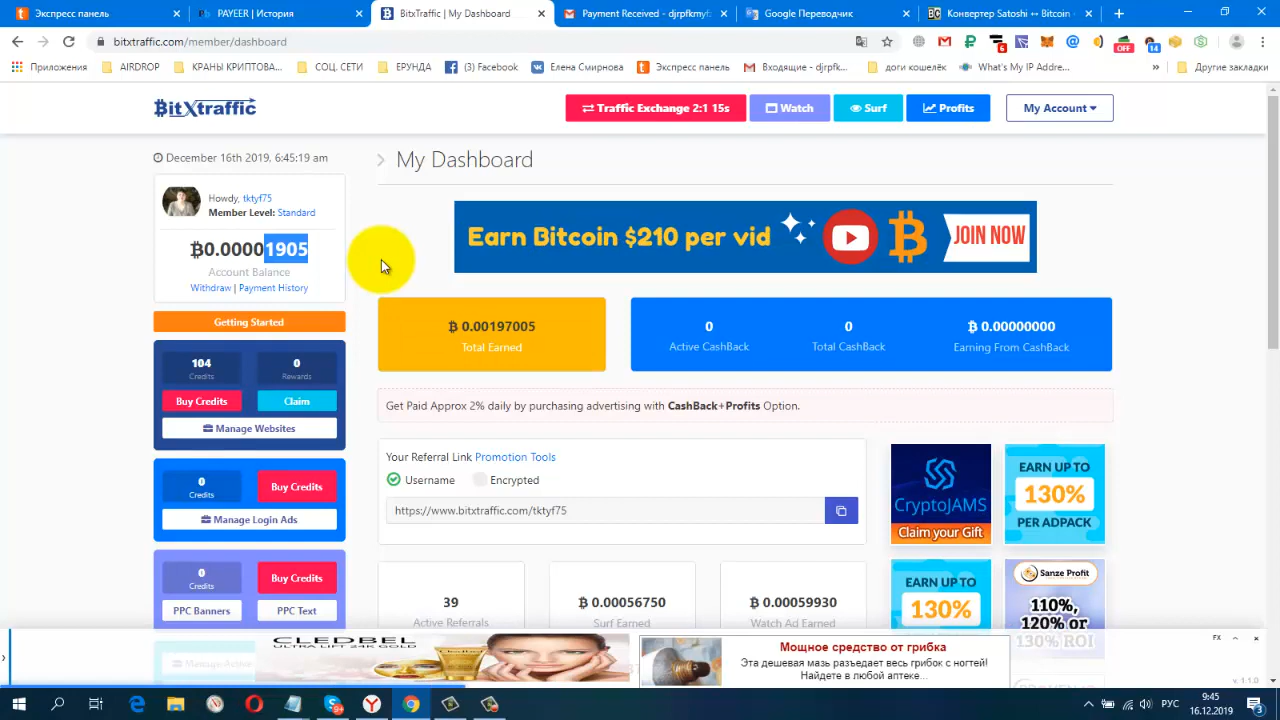 Экспресс панель
PAYEER | История
BitxTraffic | My Dashboard
Payment Received - djrpfkmyf
Google Переводчик
Конвертер Satoshi ↔ Bitcoin
bitxtraffic.com/member/dashboard
Приложения
AIRDROP
КРАНЫ КРИПТОВА...
СОЦ. СЕТИ
ЕРУНДА
(3) Facebook
Елена Смирнова
Экспресс панель
Входящие - djrpfk...
доги кошелёк
What's My IP Addre...
»
Другие закладки
BitXtraffic
Traffic Exchange 2:1 15s
Watch
Surf
Profits
My Account
December 16th 2019, 6:45:19 am
My Dashboard
Howdy, tktyf75
Member Level: Standard
₿0.00001905
Account Balance
Withdraw | Payment History
Earn Bitcoin $210 per vid
JOIN NOW
Getting Started
₿ 0.00197005
Total Earned
0
Active CashBack
0
Total CashBack
₿ 0.00000000
Earning From CashBack
104
Credits
0
Rewards
Buy Credits
Claim
Manage Websites
Get Paid Approx 2% daily by purchasing advertising with CashBack+Profits Option.
Your Referral Link Promotion Tools
Username
Encrypted
https://www.bitxtraffic.com/tktyf75
0
Credits
Buy Credits
Manage Login Ads
CryptoJAMS
Claim your Gift
EARN UP TO
130%
PER ADPACK
0
Credits
Buy Credits
PPC Banners
PPC Text
39
Active Referrals
₿ 0.00056750
Surf Earned
₿ 0.00059930
Watch Ad Earned
EARN UP TO
130%
Sanze Profit
110%,
120% or
130% ROI
CLEDBEL
ULTRA LIFT 24K GOLD
Мощное средство от грибка
Эта дешевая мазь разъедает весь грибок с ногтей!
Найдете в любой аптеке...
FX
v. 1.1.0
РУС
9:45
16.12.2019